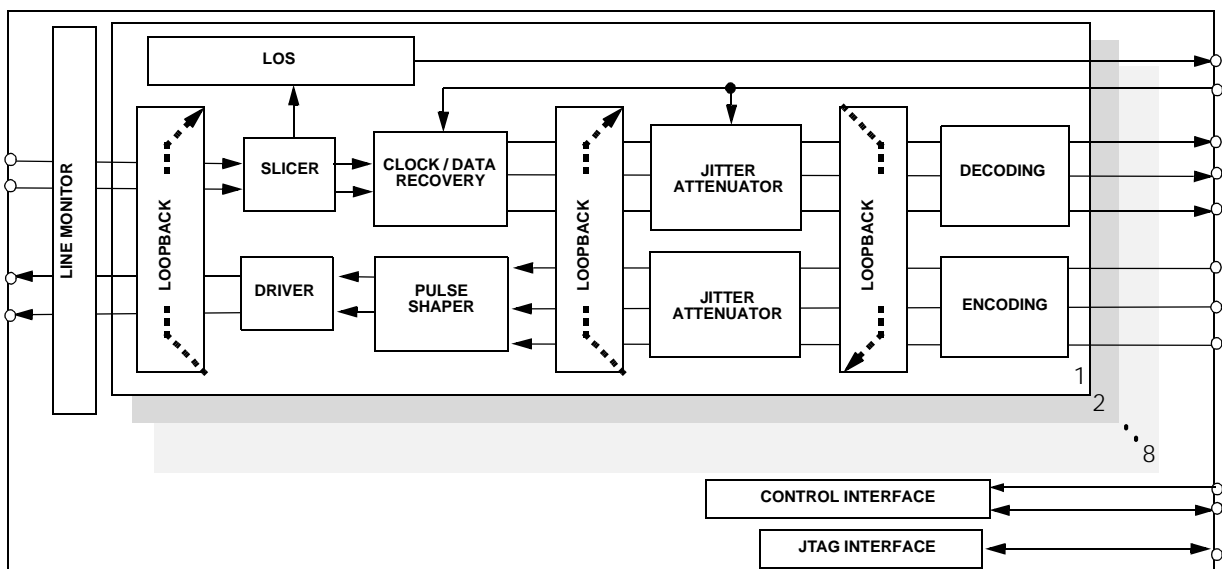 LOS
LINE MONITOR
LOOPBACK
SLICER
CLOCK / DATA
RECOVERY
LOOPBACK
JITTER
ATTENUATOR
LOOPBACK
DECODING
DRIVER
PULSE
SHAPER
JITTER
ATTENUATOR
ENCODING
1
2
8
CONTROL INTERFACE
JTAG INTERFACE